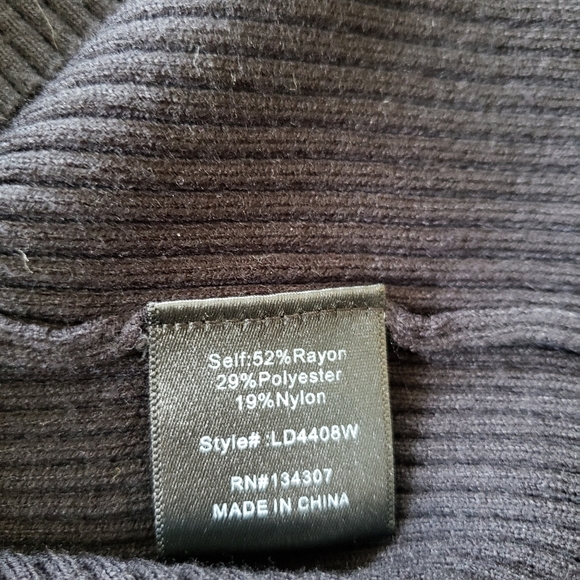 Self:52%Rayon
29%Polyester
19%Nylon
Style# :LD4408W
RN#134307
MADE IN CHINA